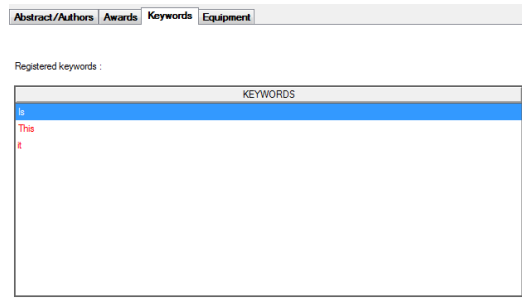 Abstract/Authors Awards Keywords Equipment
Registered keywords :
KEYWORDS
Is
This
it